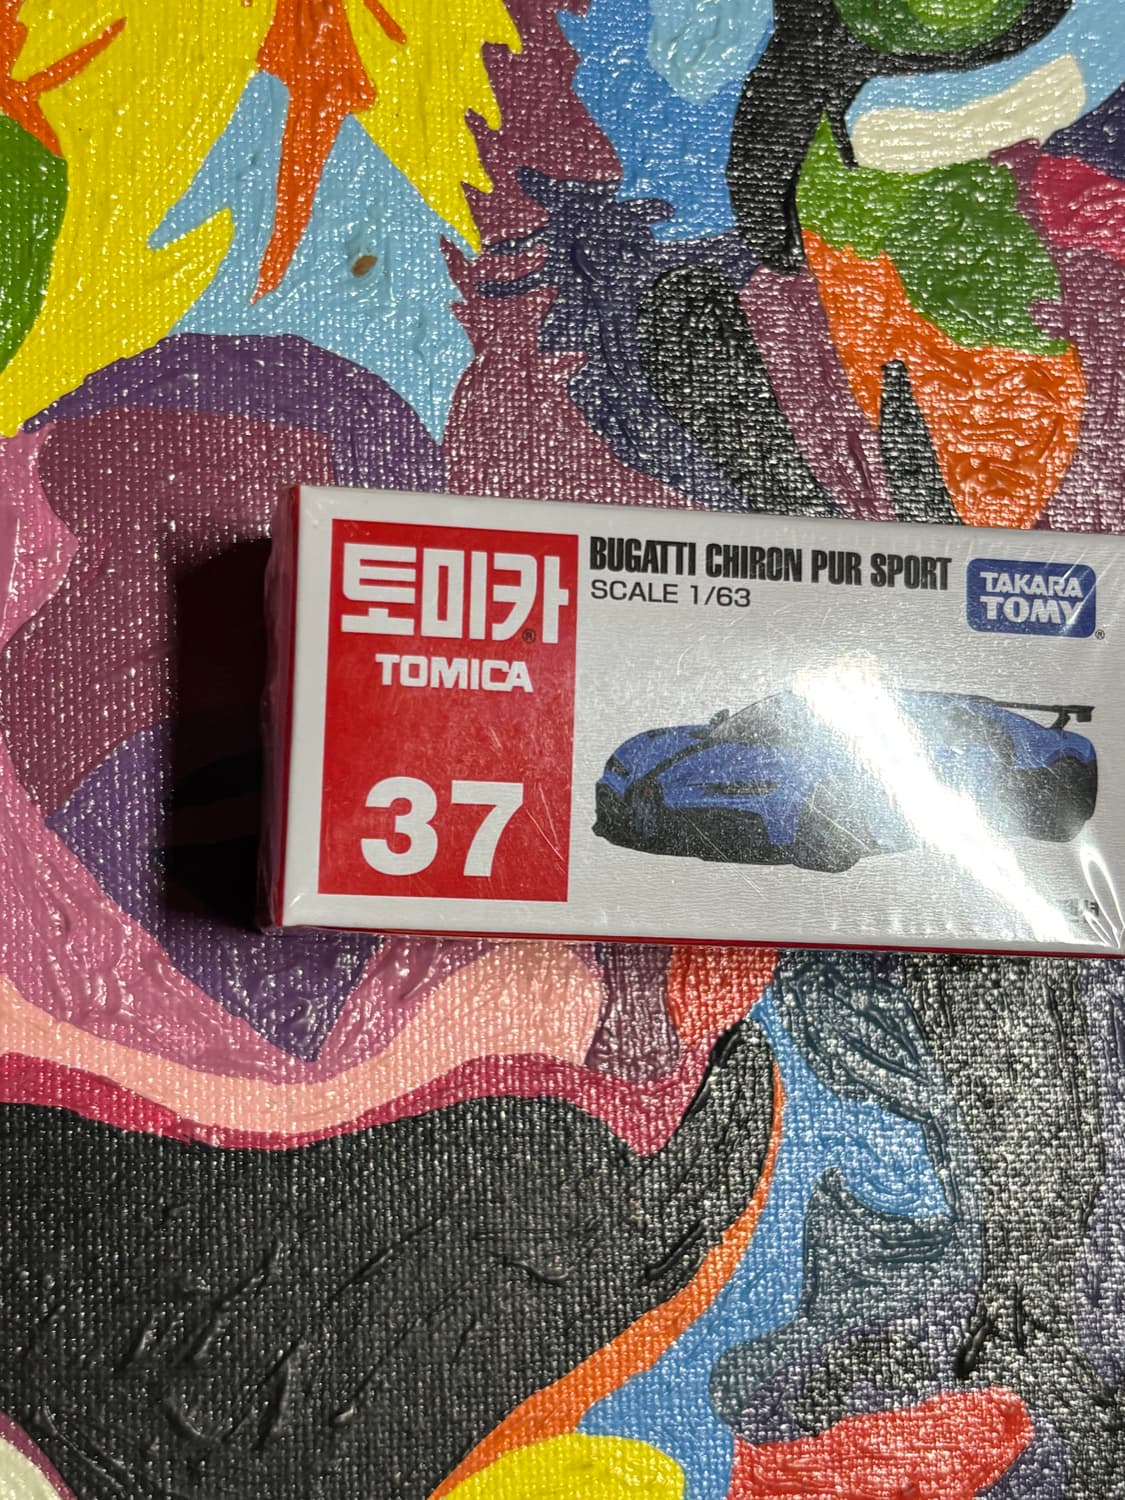 토미카®
TOMICA
37
BUGATTI CHIRON PUR SPORT
SCALE 1/63
TAKARA
TOMY®